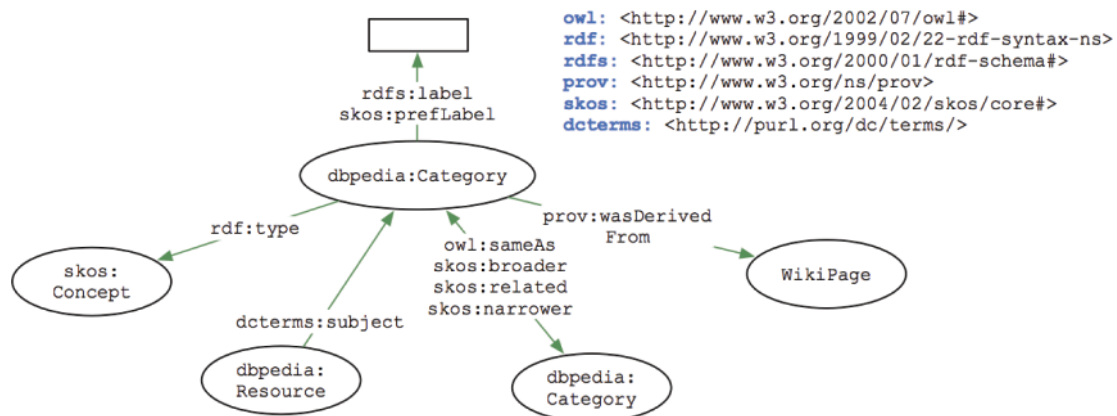 owl: <http://www.w3.org/2002/07/owl#>
rdf: <http://www.w3.org/1999/02/22-rdf-syntax-ns>
rdfs: <http://www.w3.org/2000/01/rdf-schema#>
prov: <http://www.w3.org/ns/prov>
skos: <http://www.w3.org/2004/02/skos/core#>
dcterms: <http://purl.org/dc/terms/>
rdfs:label
skos:prefLabel
dbpedia:Category
rdf:type
prov:wasDerived
From
owl:sameAs
skos:broader
skos:related
skos:narrower
skos:
Concept
WikiPage
dcterms:subject
dbpedia:
Resource
dbpedia:
Category